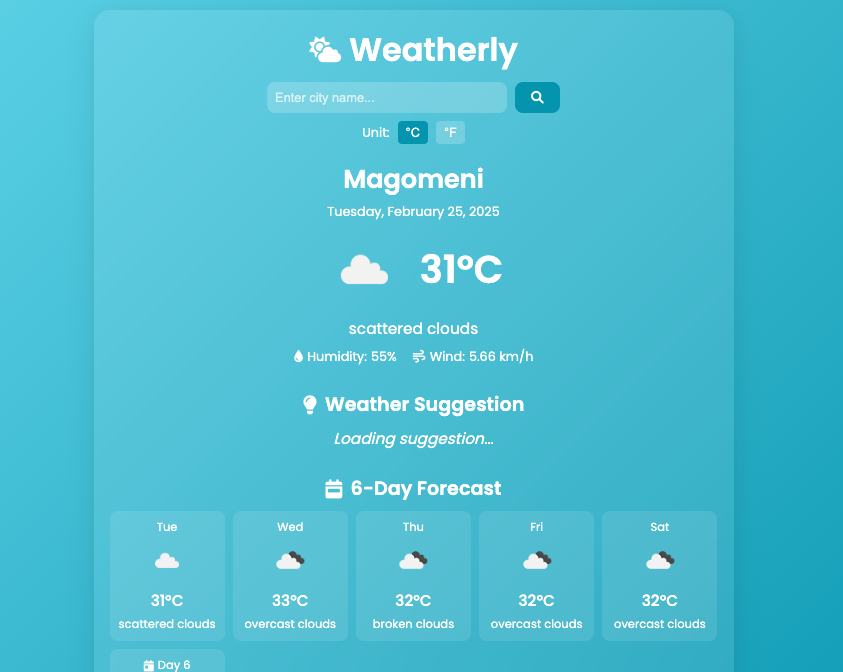 Weatherly
Enter city name...
Unit: °C °F
Magomeni
Tuesday, February 25, 2025
31°C
scattered clouds
Humidity: 55% Wind: 5.66 km/h
Weather Suggestion
Loading suggestion...
6-Day Forecast
Tue Wed Thu Fri Sat
31°C 33°C 32°C 32°C 32°C
scattered clouds overcast clouds broken clouds overcast clouds overcast clouds
Day 6